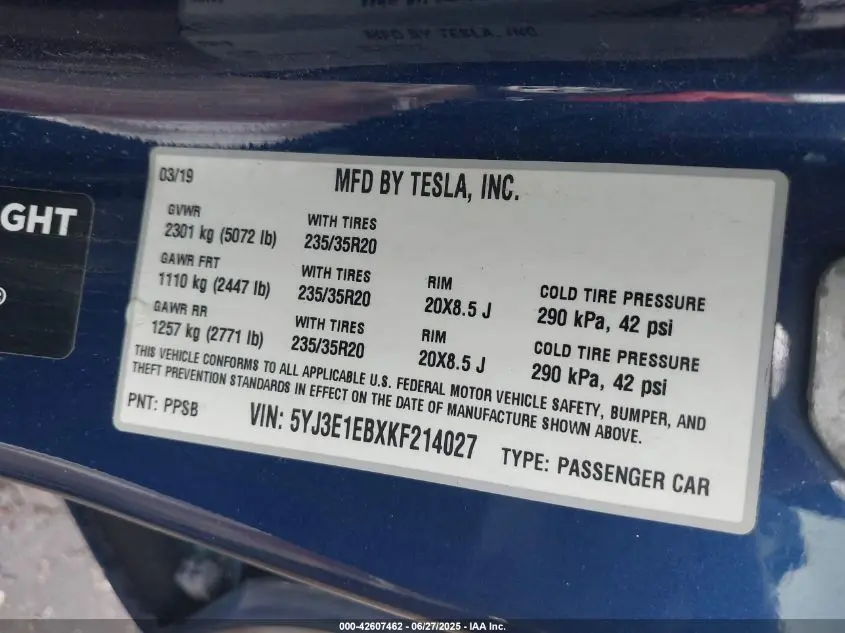 MFD BY TESLA, INC
GHT
03/19
MFD BY TESLA, INC.
GVWR
2301 kg (5072 lb)
WITH TIRES
235/35R20
GAWR FRT
1110 kg (2447 lb)
WITH TIRES
235/35R20
RIM
20X8.5 J
COLD TIRE PRESSURE
290 kPa, 42 psi
GAWR RR
1257 kg (2771 lb)
WITH TIRES
235/35R20
RIM
20X8.5 J
COLD TIRE PRESSURE
290 kPa, 42 psi
THIS VEHICLE CONFORMS TO ALL APPLICABLE U.S. FEDERAL MOTOR VEHICLE SAFETY, BUMPER, AND
THEFT PREVENTION STANDARDS IN EFFECT ON THE DATE OF MANUFACTURE SHOWN ABOVE.
PNT: PPSB
VIN: 5YJ3E1EBXKF214027
TYPE: PASSENGER CAR
000-42607462 - 06/27/2025 - IAA Inc.